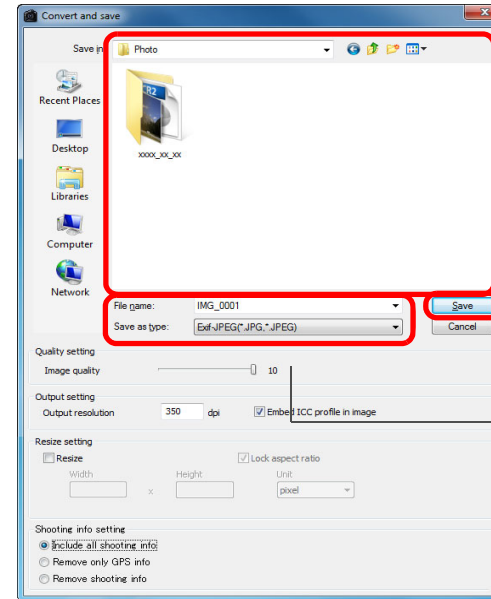 Convert and save
Save in
Photo
Recent Places
CR2
xxxx_xx_xx
Desktop
Libraries
Computer
Network
File name: IMG_0001 Save
Save as type: Exif-JPEG(*.JPG,*.JPEG) Cancel
Quality setting
Image quality 10
Output setting
Output resolution 350 dpi Embed ICC profile in image
Resize setting
Resize Lock aspect ratio
Width Height Unit
x pixel
Shooting info setting
Include all shooting info
Remove only GPS info
Remove shooting info